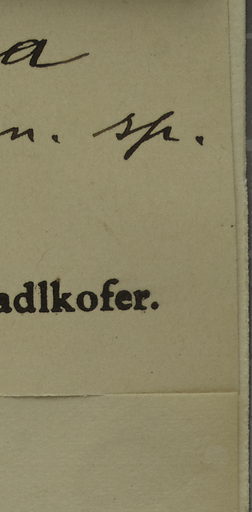 a
n. sp.
adlkofer.